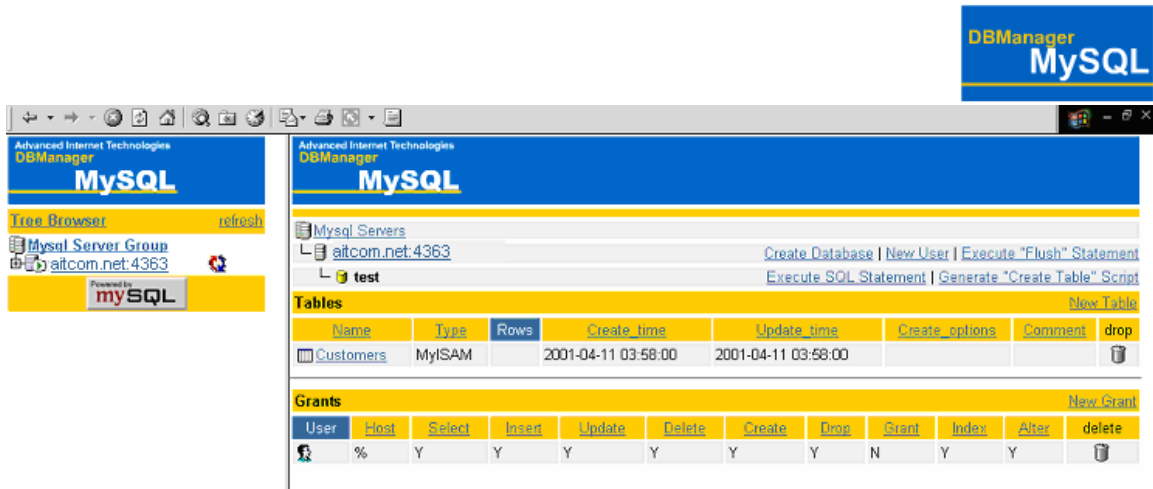 DBManager
MySQL
Advanced Internet Technologies
DBManager
MySQL
Tree Browser refresh
Mysql Server Group
aitcom.net:4363
Powered by
mySQL
Advanced Internet Technologies
DBManager
MySQL
Mysql Servers
aitcom.net:4363 Create Database | New User | Execute "Flush" Statement
test Execute SQL Statement | Generate "Create Table" Script
Tables New Table
Name Type Rows Create_time Update_time Create_options Comment drop
Customers MyISAM 2001-04-11 03:58:00 2001-04-11 03:58:00
Grants New Grant
User Host Select Insert Update Delete Create Drop Grant Index Alter delete
% Y Y Y Y Y Y N Y Y